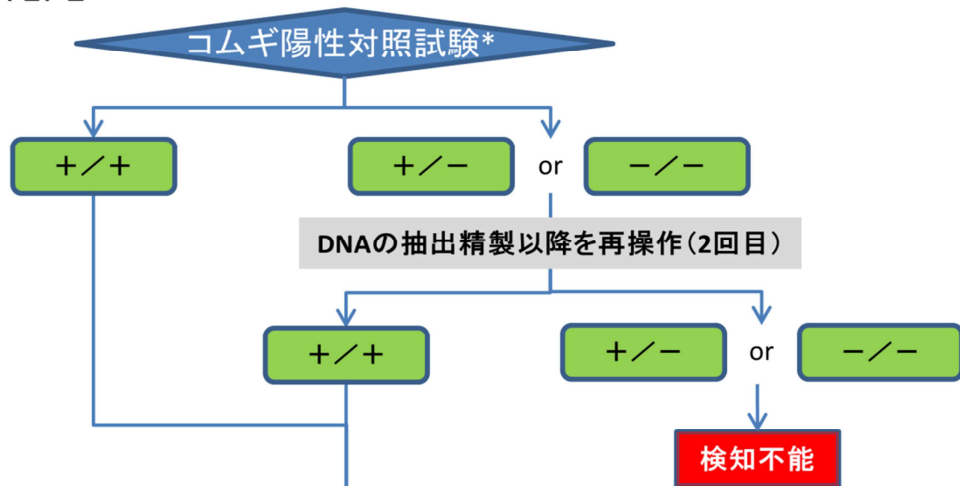 コムギ陽性対照試験*
+/+
+/- or -/-
DNAの抽出精製以降を再操作(2回目)
+/+
+/- or -/-
検知不能